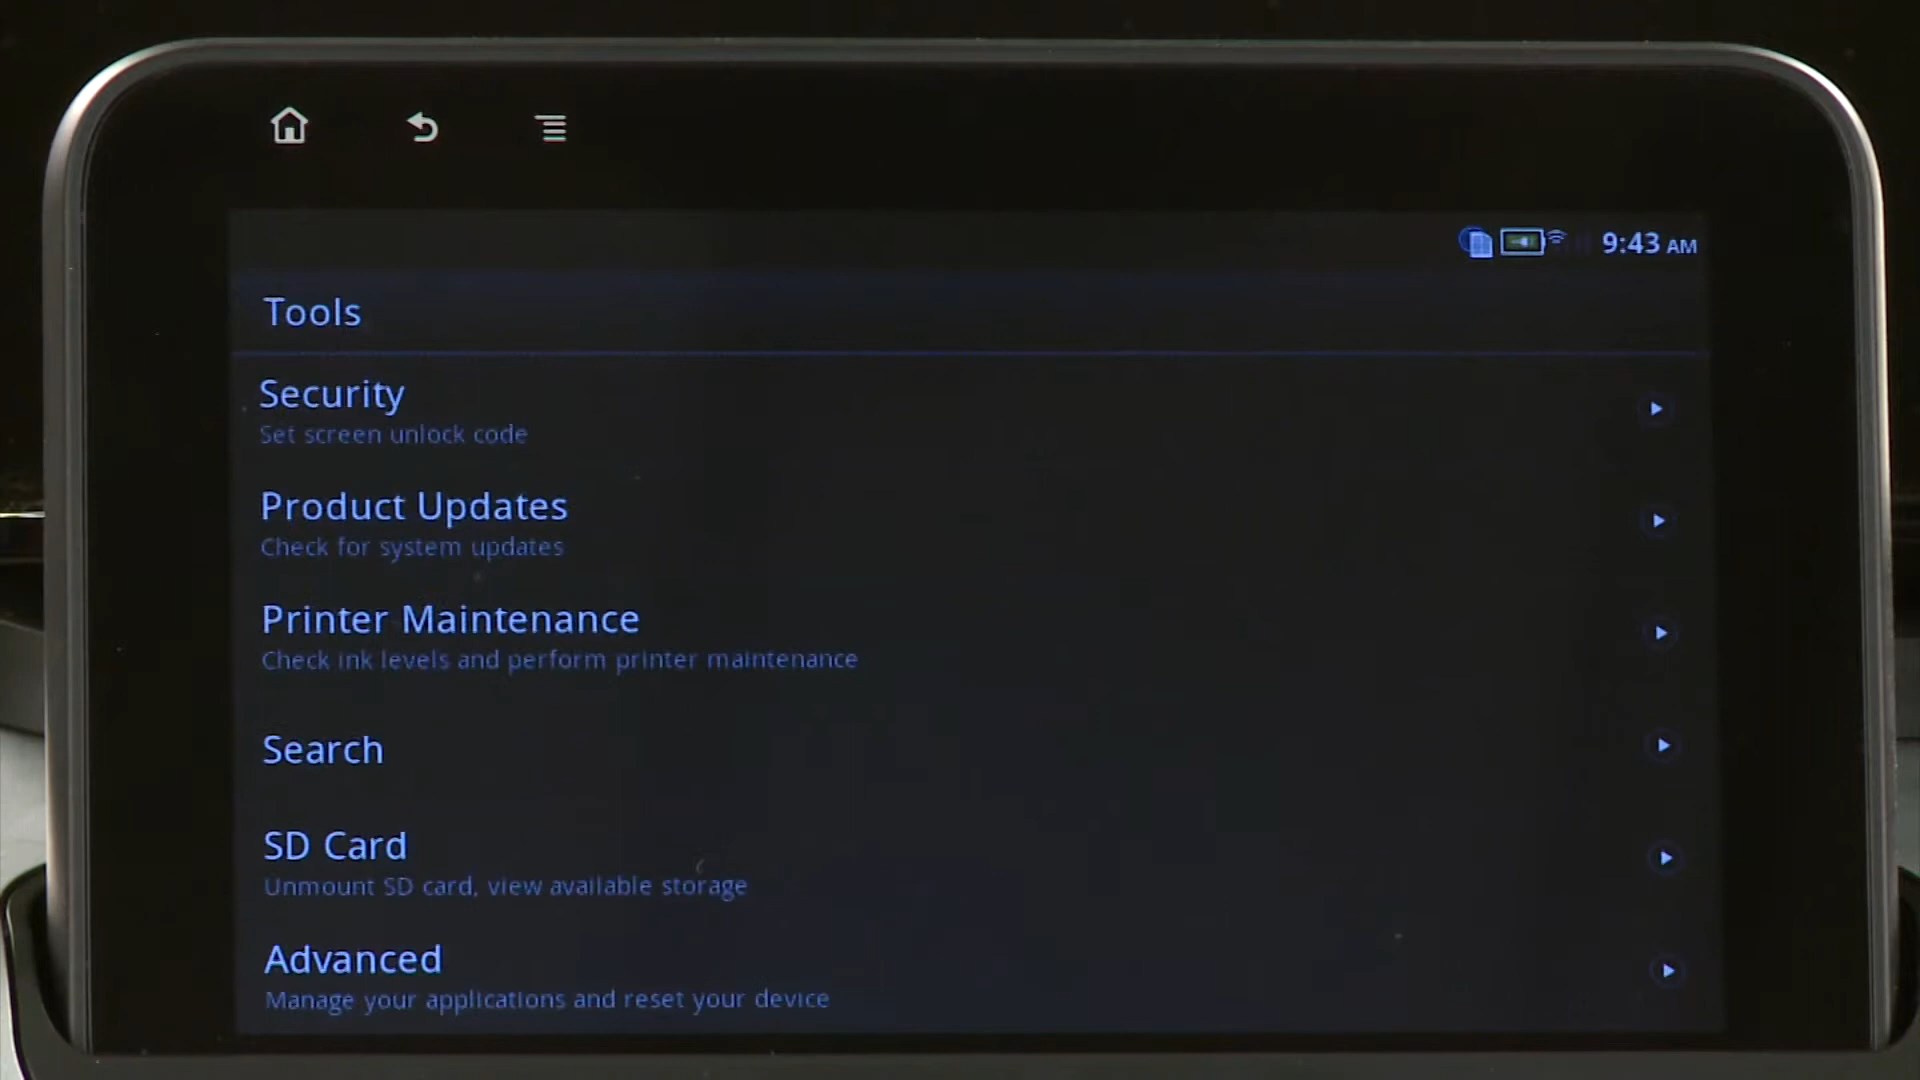 9:43 AM
Tools
Security
Set screen unlock code
Product Updates
Check for system updates
Printer Maintenance
Check ink levels and perform printer maintenance
Search
SD Card
Unmount SD card, view available storage
Advanced
Manage your applications and reset your device